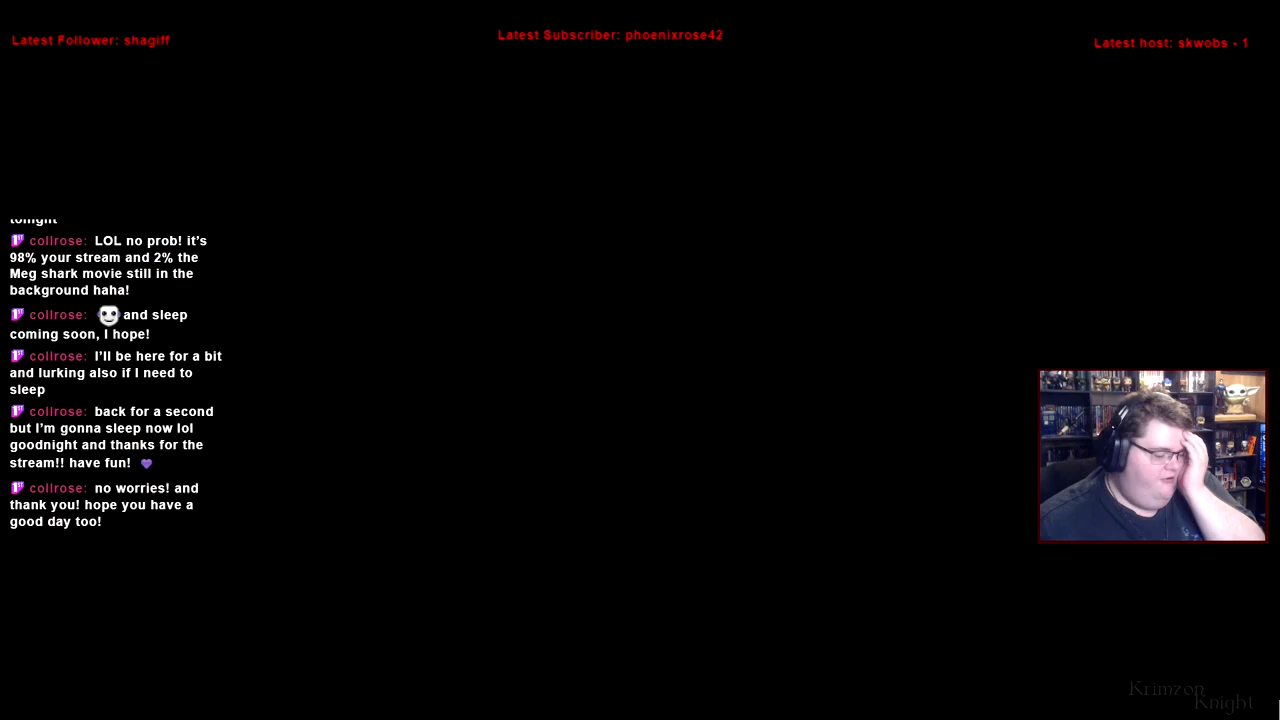 Latest Follower: shagiff
Latest Subscriber: phoenixrose42
Latest host: skwobs - 1
tonight
collrose: LOL no prob! it's
98% your stream and 2% the
Meg shark movie still in the
background haha!
collrose: and sleep
coming soon, I hope!
collrose: I'll be here for a bit
and lurking also if I need to
sleep
collrose: back for a second
but I'm gonna sleep now lol
goodnight and thanks for the
stream!! have fun!
collrose: no worries! and
thank you! hope you have a
good day too!
Krimzon
Knight